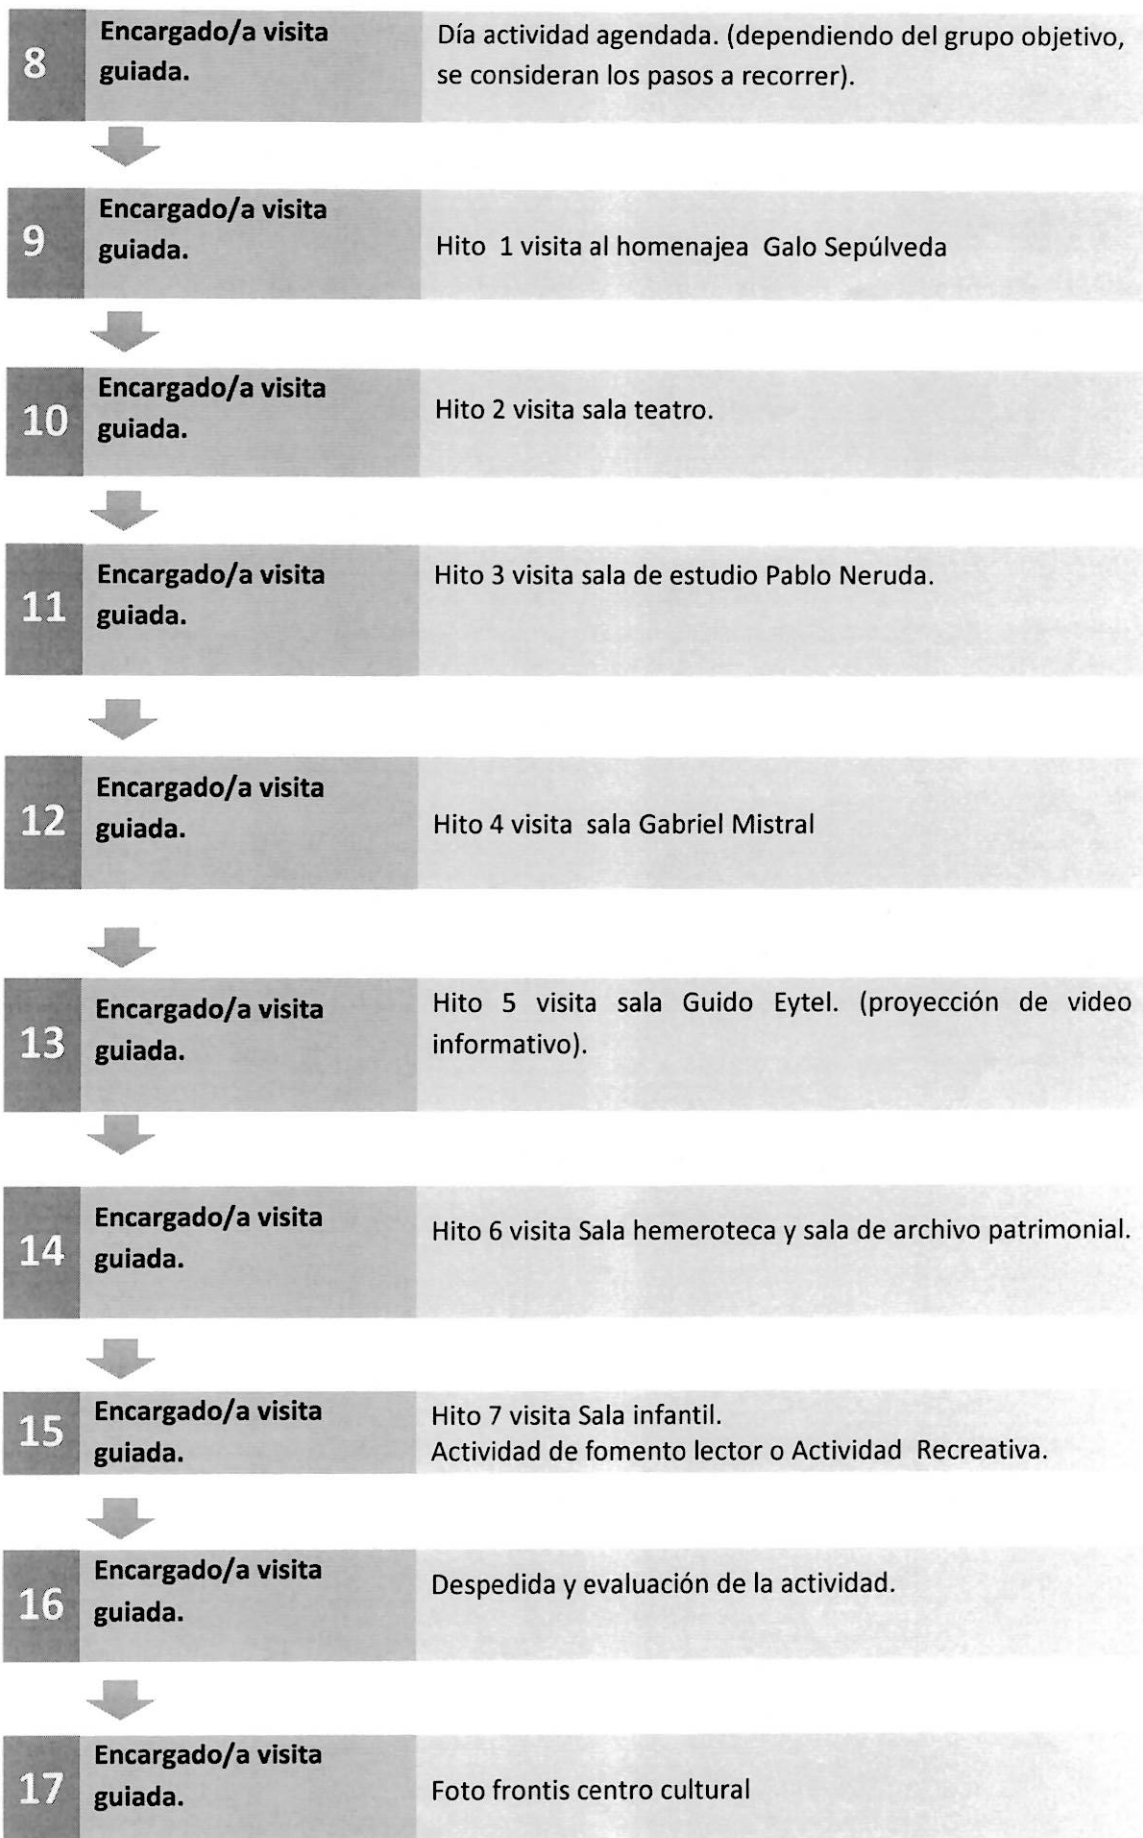 8
Encargado/a visita
guiada.
Día actividad agendada. (dependiendo del grupo objetivo,
se consideran los pasos a recorrer).
9
Encargado/a visita
guiada.
Hito 1 visita al homenajea Galo Sepúlveda
10
Encargado/a visita
guiada.
Hito 2 visita sala teatro.
11
Encargado/a visita
guiada.
Hito 3 visita sala de estudio Pablo Neruda.
12
Encargado/a visita
guiada.
Hito 4 visita sala Gabriel Mistral
13
Encargado/a visita
guiada.
Hito 5 visita sala Guido Eytel. (proyección de video
informativo).
14
Encargado/a visita
guiada.
Hito 6 visita Sala hemeroteca y sala de archivo patrimonial.
15
Encargado/a visita
guiada.
Hito 7 visita Sala infantil.
Actividad de fomento lector o Actividad Recreativa.
16
Encargado/a visita
guiada.
Despedida y evaluación de la actividad.
17
Encargado/a visita
guiada.
Foto frontis centro cultural